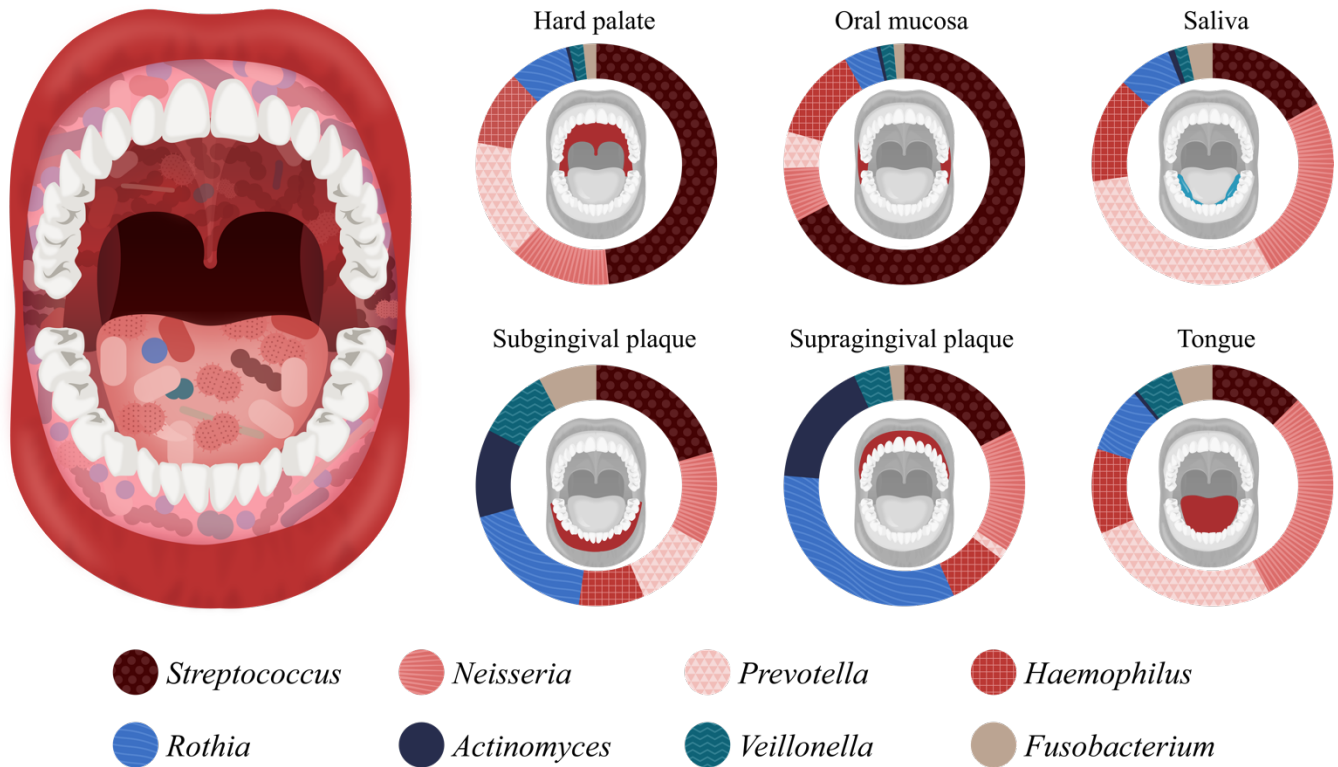 Hard palate
Oral mucosa
Saliva
Subgingival plaque
Supragingival plaque
Tongue
Streptococcus
Neisseria
Prevotella
Haemophilus
Rothia
Actinomyces
Veillonella
Fusobacterium